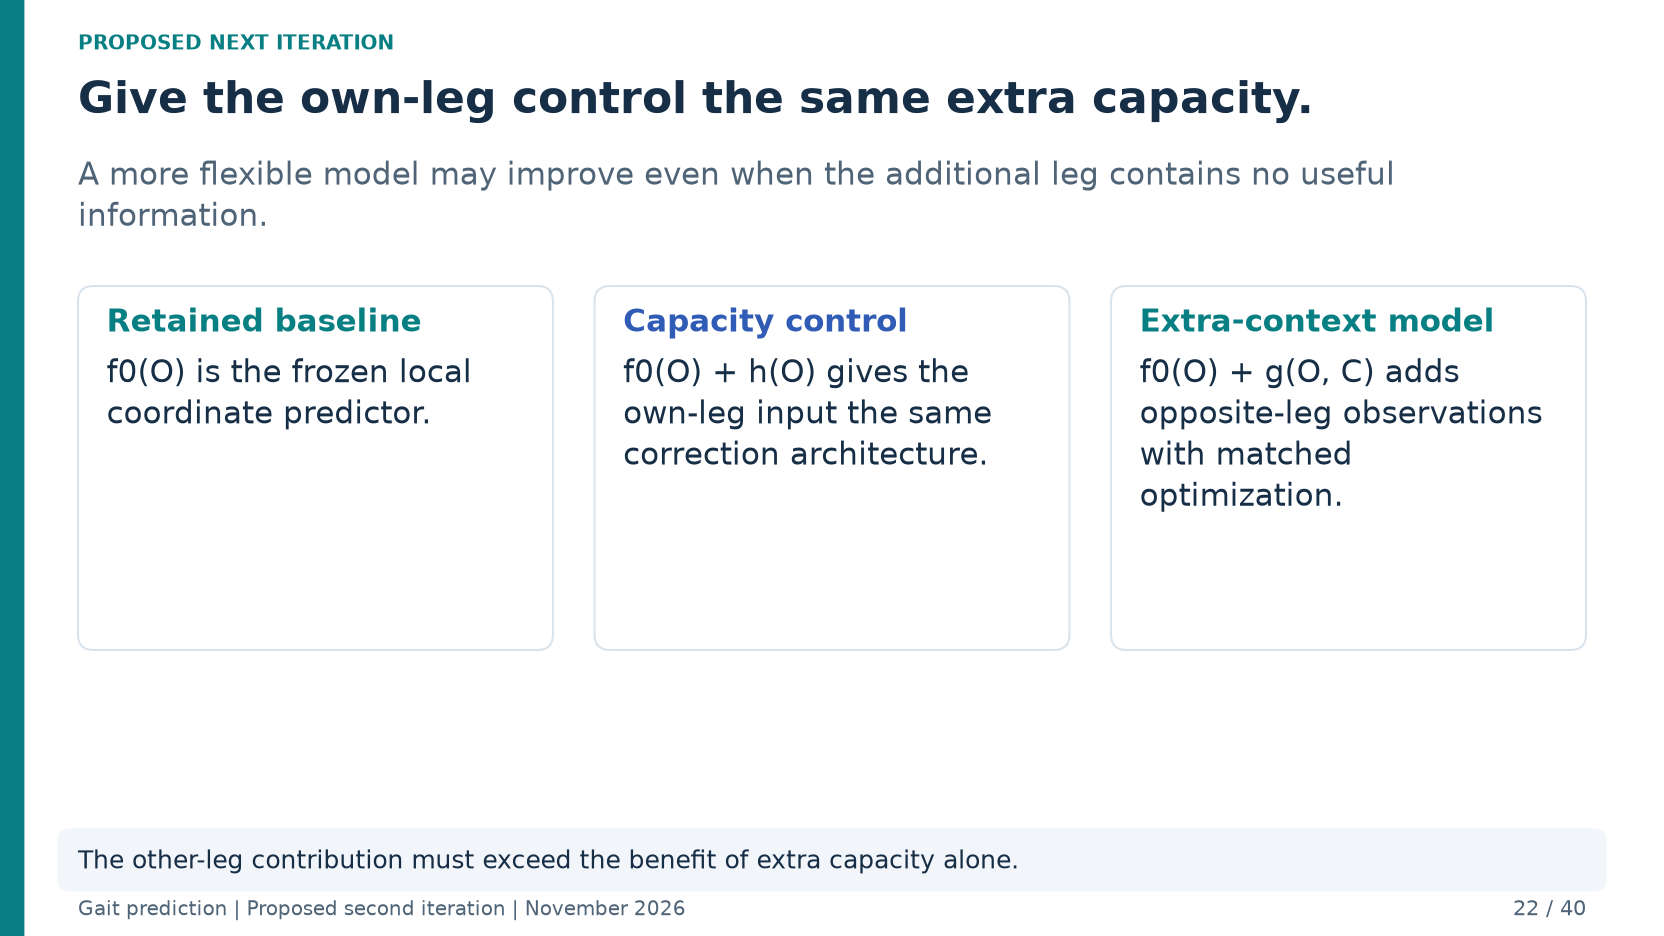 PROPOSED NEXT ITERATION
Give the own-leg control the same extra capacity.
A more flexible model may improve even when the additional leg contains no useful
information.
Retained baseline
f0(O) is the frozen local
coordinate predictor.
Capacity control
f0(O) + h(O) gives the
own-leg input the same
correction architecture.
Extra-context model
f0(O) + g(O, C) adds
opposite-leg observations
with matched
optimization.
The other-leg contribution must exceed the benefit of extra capacity alone.
Gait prediction | Proposed second iteration | November 2026
22 / 40